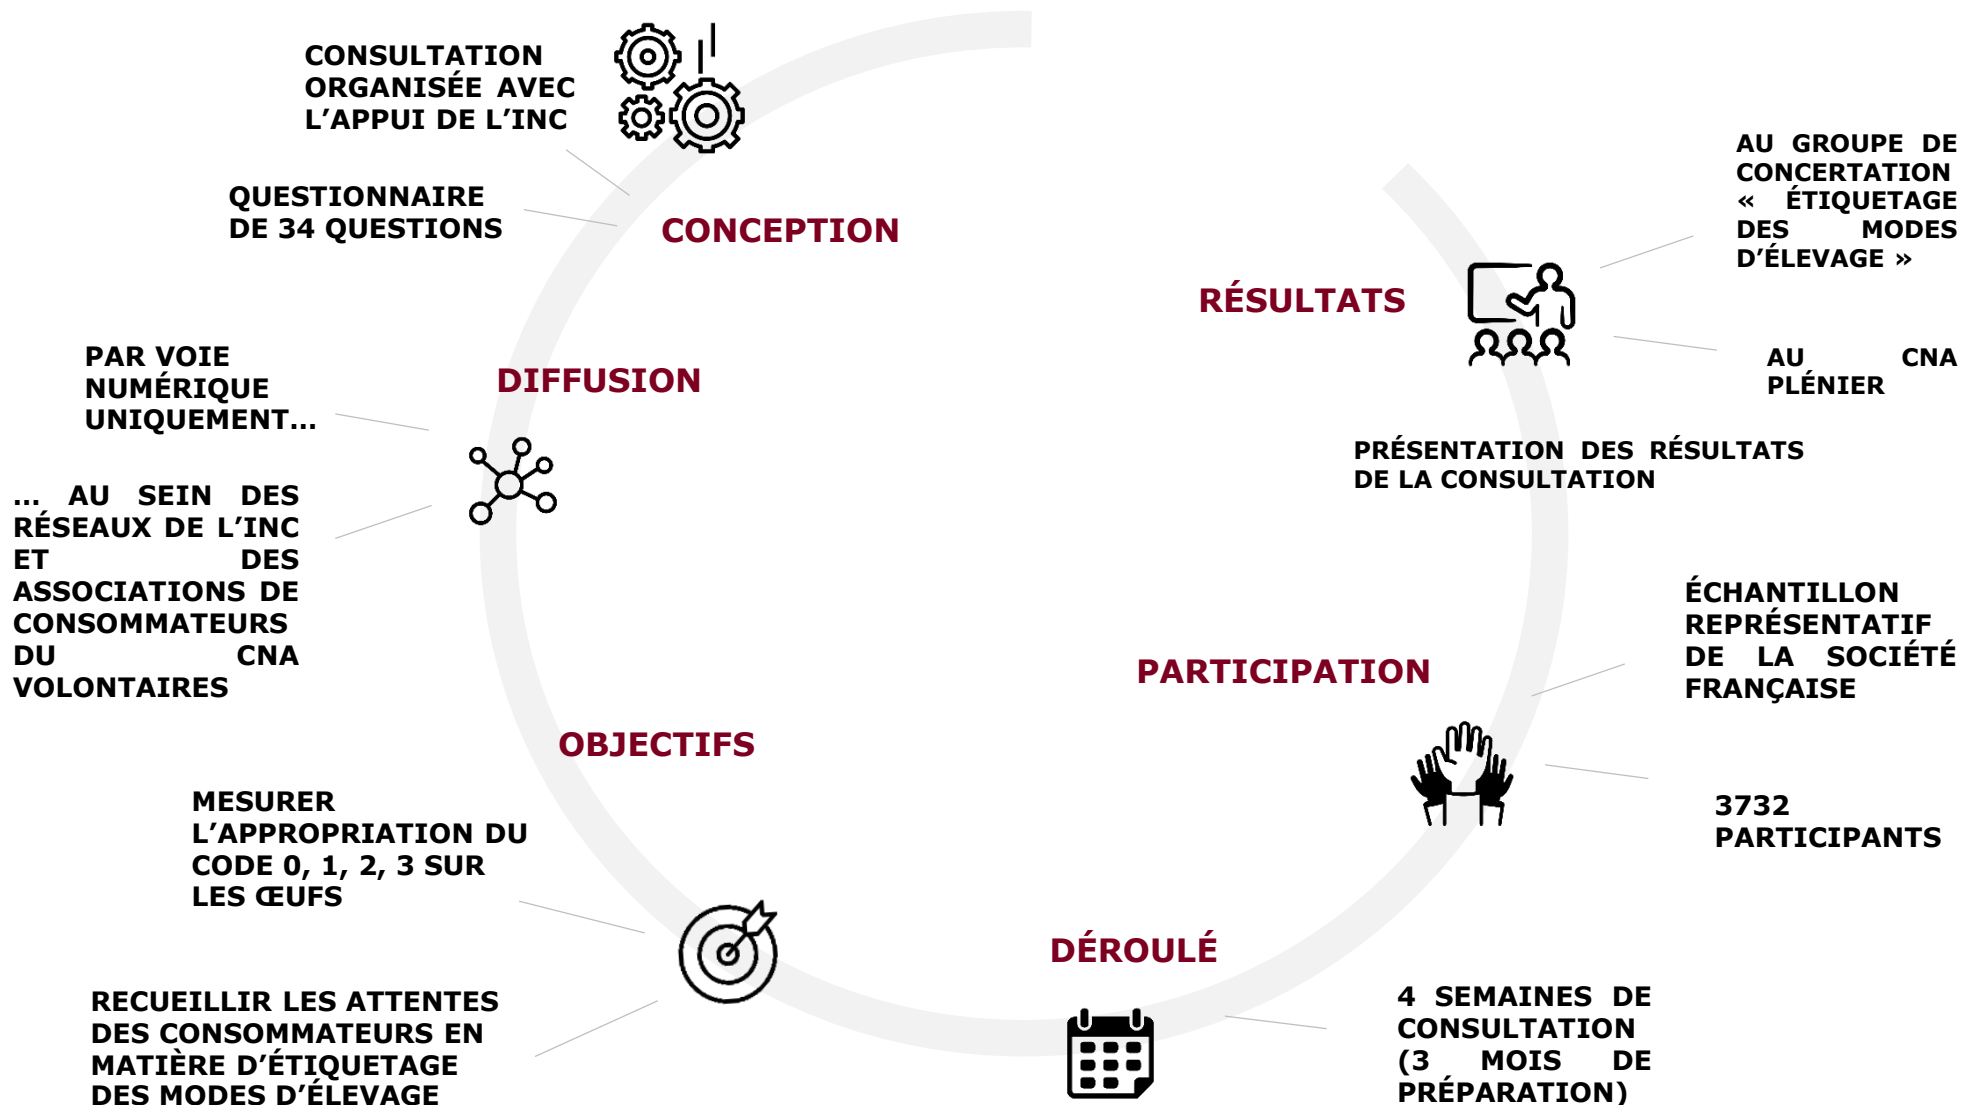 CONSULTATION
ORGANISÉE AVEC
L'APPUI DE L'INC
QUESTIONNAIRE
DE 34 QUESTIONS
CONCEPTION
DIFFUSION
PAR VOIE
NUMÉRIQUE
UNIQUEMENT...
... AU SEIN DES
RÉSEAUX DE L'INC
ET DES
ASSOCIATIONS DE
CONSOMMATEURS
DU CNA
VOLONTAIRES
OBJECTIFS
MESURER
L'APPROPRIATION DU
CODE 0, 1, 2, 3 SUR
LES ŒUFS
RECUEILLIR LES ATTENTES
DES CONSOMMATEURS EN
MATIÈRE D'ÉTIQUETAGE
DES MODES D'ÉLEVAGE
DÉROULÉ
4 SEMAINES DE
CONSULTATION
(3 MOIS DE
PRÉPARATION)
PARTICIPATION
ÉCHANTILLON
REPRÉSENTATIF
DE LA SOCIÉTÉ
FRANÇAISE
3732
PARTICIPANTS
RÉSULTATS
AU GROUPE DE
CONCERTATION
« ÉTIQUETAGE
DES MODES
D'ÉLEVAGE »
AU CNA
PLÉNIER
PRÉSENTATION DES RÉSULTATS
DE LA CONSULTATION